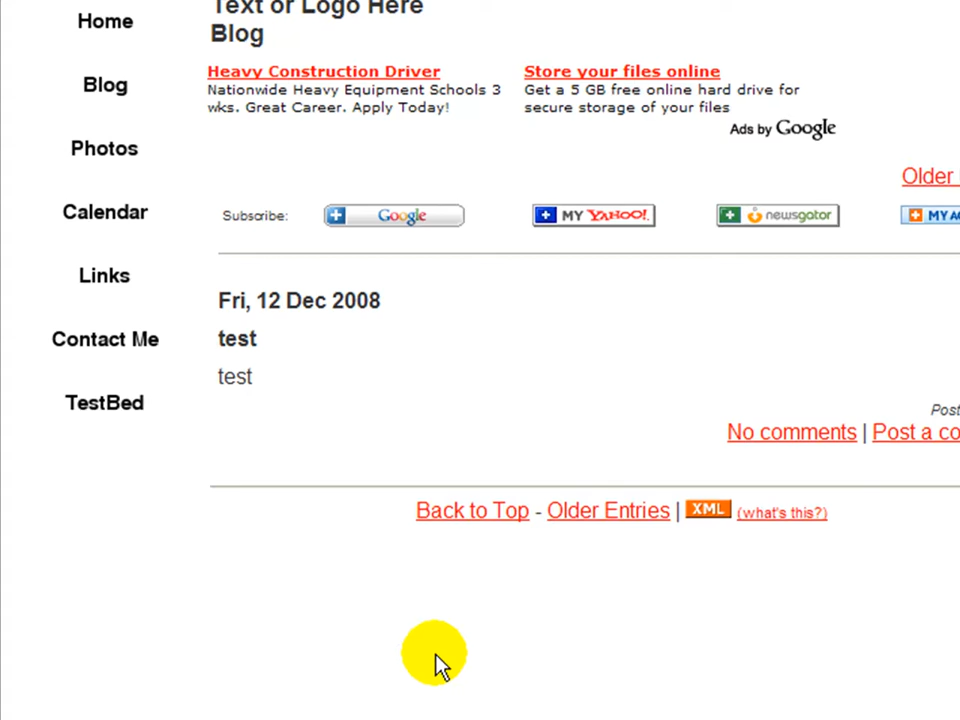 Home
Text or Logo Here
Blog
Blog
Heavy Construction Driver
Nationwide Heavy Equipment Schools 3
wks. Great Career. Apply Today!
Store your files online
Get a 5 GB free online hard drive for
secure storage of your files
Ads by Google
Photos
Older
Calendar
Subscribe:
Google
MY YAHOO!
newsgator
MY
Links
Fri, 12 Dec 2008
Contact Me
test
test
TestBed
Post
No comments | Post a
Back to Top - Older Entries | XML (what's this?)